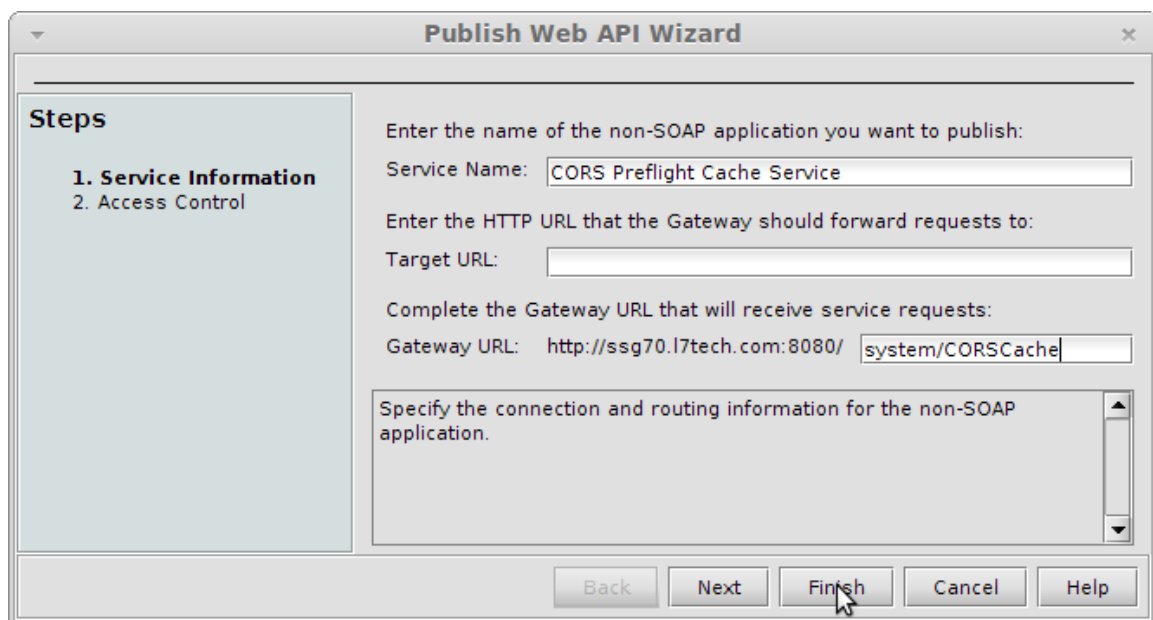 Publish Web API Wizard
Steps
1. Service Information
2. Access Control
Enter the name of the non-SOAP application you want to publish:
Service Name: CORS Preflight Cache Service
Enter the HTTP URL that the Gateway should forward requests to:
Target URL:
Complete the Gateway URL that will receive service requests:
Gateway URL: http://ssg70.l7tech.com:8080/ system/CORSCache
Specify the connection and routing information for the non-SOAP
application.
Back Next Finish Cancel Help